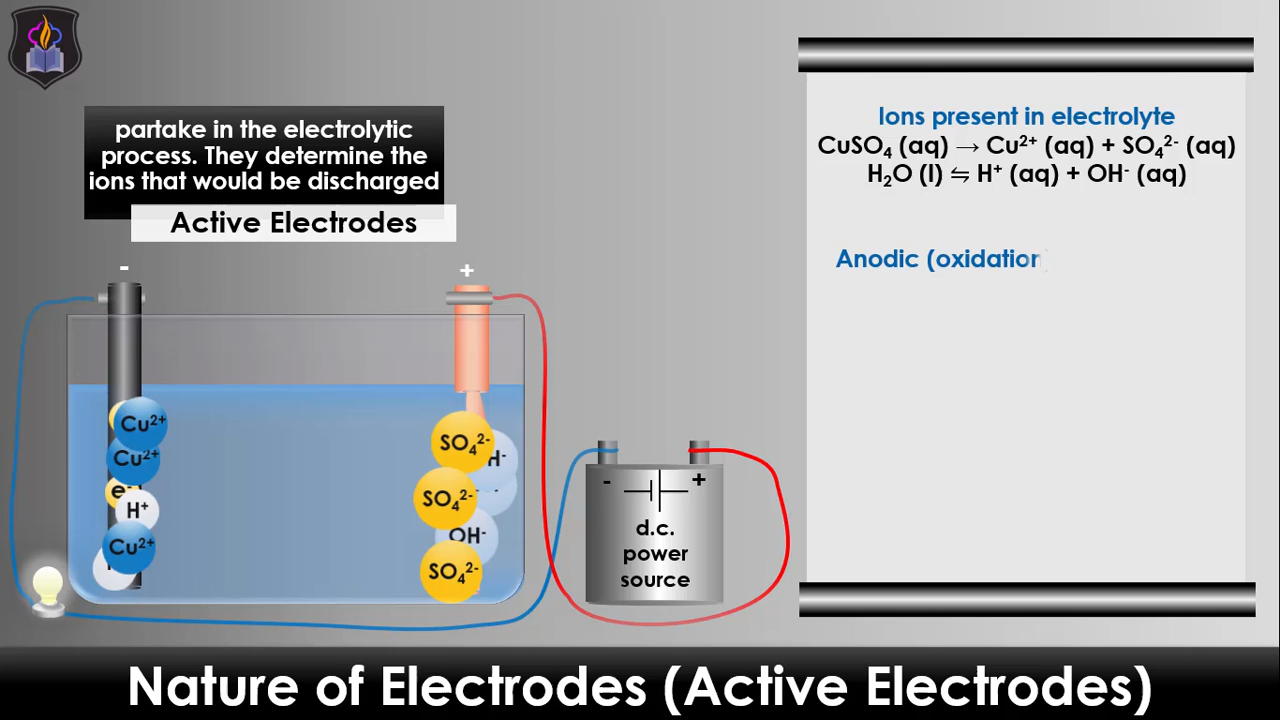 partake in the electrolytic
process. They determine the
ions that would be discharged
Active Electrodes
Ions present in electrolyte
CuSO₄ (aq) → Cu²⁺ (aq) + SO₄²⁻ (aq)
H₂O (l) ⇋ H⁺ (aq) + OH⁻ (aq)
Anodic (oxidation
- +
Cu²⁺
Cu²⁺
e⁻
H⁺
Cu²⁺
SO₄²⁻
H⁻
SO₄²⁻
OH⁻
SO₄²⁻
- +
d.c.
power
source
Nature of Electrodes (Active Electrodes)